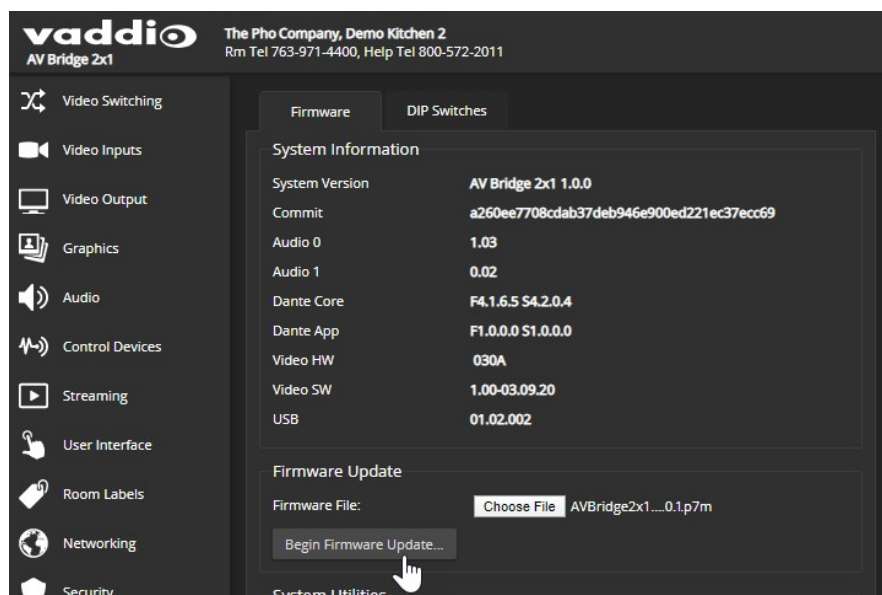 vaddio
AV Bridge 2x1
The Pho Company, Demo Kitchen 2
Rm Tel 763-971-4400, Help Tel 800-572-2011
Video Switching
Video Inputs
Video Output
Graphics
Audio
Control Devices
Streaming
User Interface
Room Labels
Networking
Security
Firmware DIP Switches
System Information
System Version AV Bridge 2x1 1.0.0
Commit a260ee7708cdab37deb946e900ed221ec37ecc69
Audio 0 1.03
Audio 1 0.02
Dante Core F4.1.6.5 S4.2.0.4
Dante App F1.0.0.0 S1.0.0.0
Video HW 030A
Video SW 1.00-03.09.20
USB 01.02.002
Firmware Update
Firmware File: Choose File AVBridge2x1....0.1.p7m
Begin Firmware Update...
System Utilities